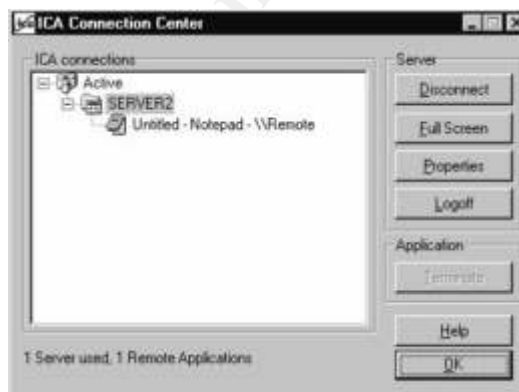 ICA Connection Center
ICA connections
Active
SERVER2
Untitled - Notepad - \\Remote
1 Server used, 1 Remote Applications
Server
Disconnect
Full Screen
Properties
Logoff
Application
Terminate
Help
OK